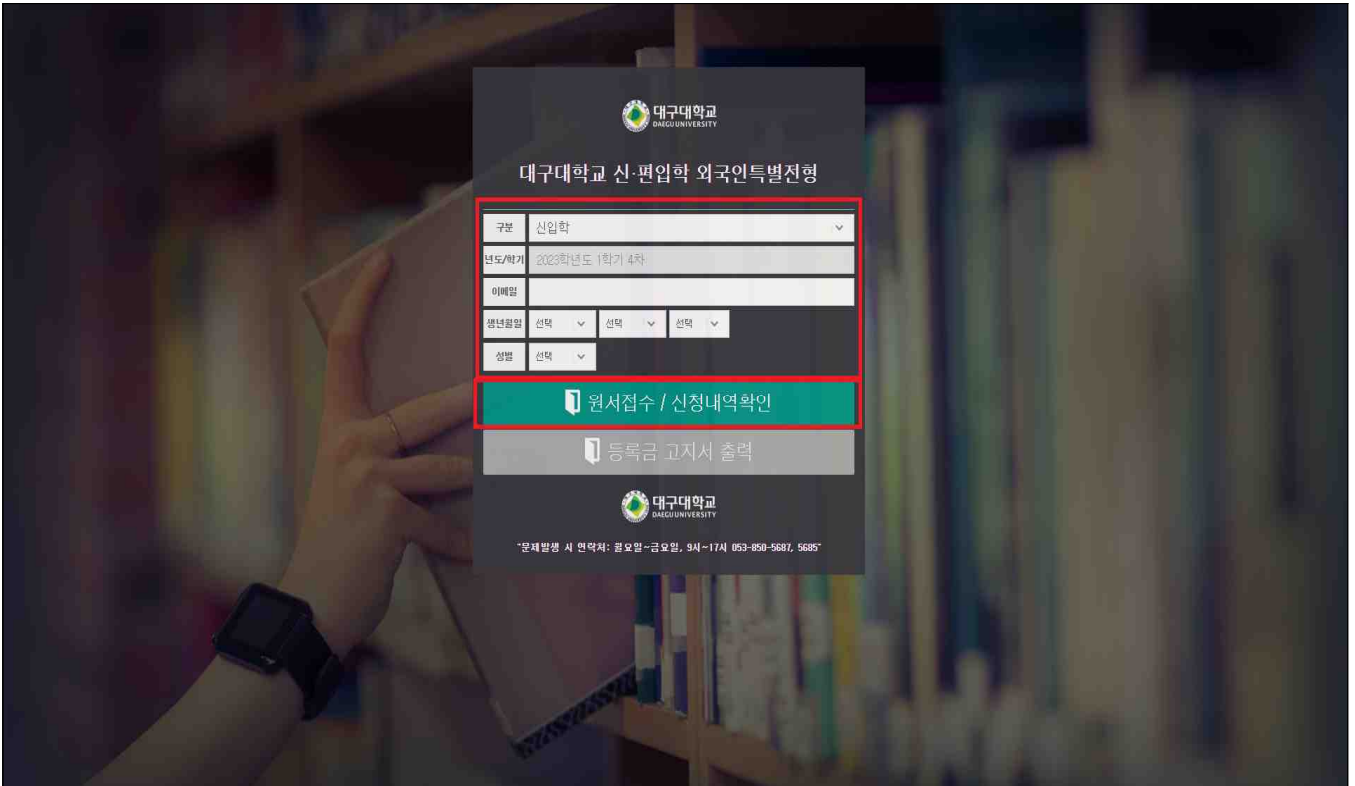 대구대학교
DAEGU UNIVERSITY
대구대학교 신·편입학 외국인특별전형
구분 신입학
년도/학기 2023학년도 1학기 4차
이메일
생년월일 선택 선택 선택
성별 선택
원서접수 / 신청내역확인
등록금 고지서 출력
대구대학교
DAEGU UNIVERSITY
"문제발생 시 연락처: 월요일~금요일, 9시~17시 053-850-5687, 5685"